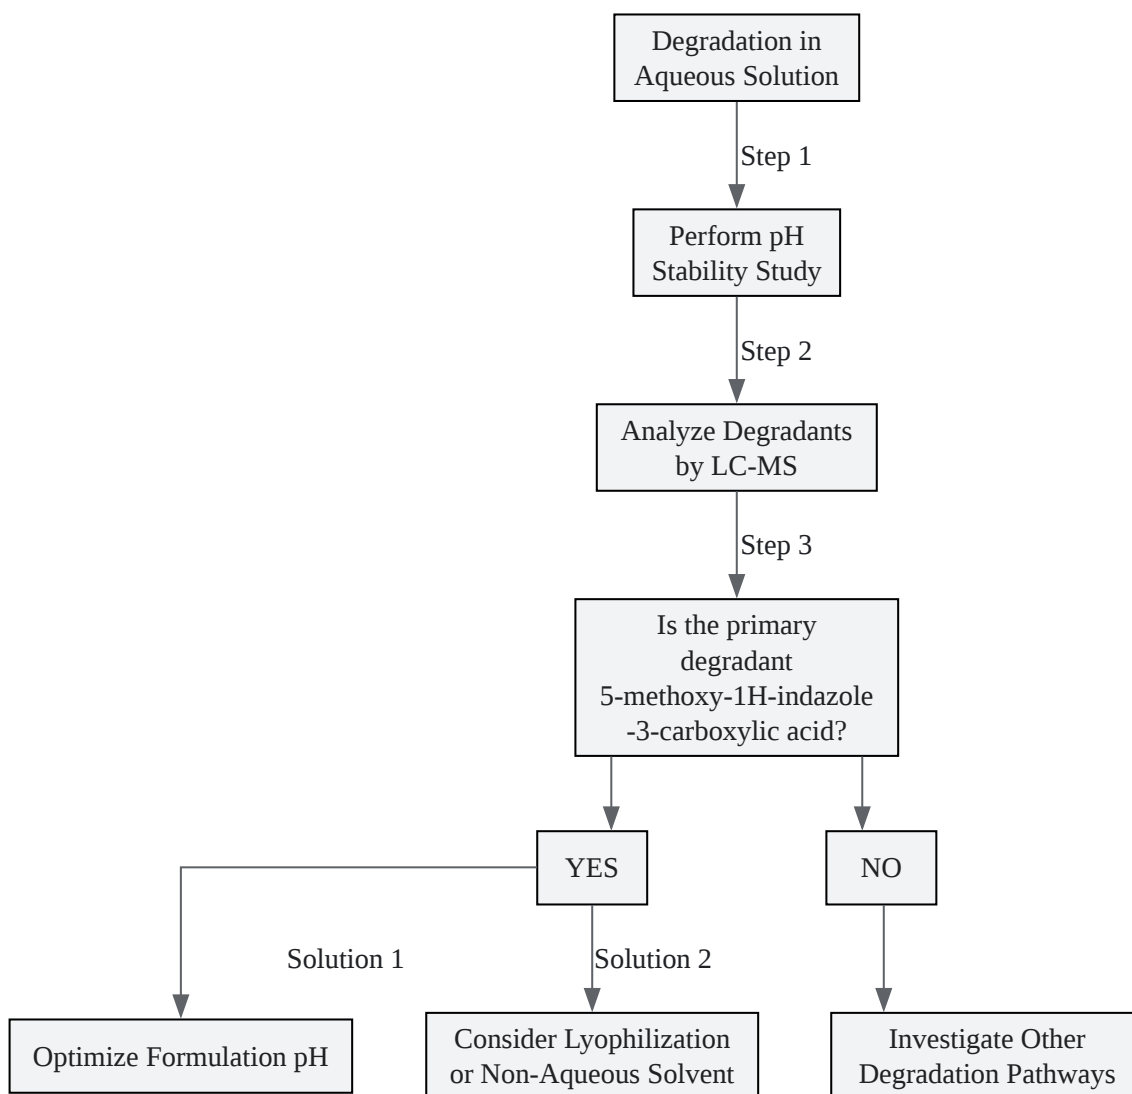 Degradation in
Aqueous Solution
Step 1
Perform pH
Stability Study
Step 2
Analyze Degradants
by LC-MS
Step 3
Is the primary
degradant
5-methoxy-1H-indazole
-3-carboxylic acid?
YES
NO
Solution 1
Solution 2
Optimize Formulation pH
Consider Lyophilization
or Non-Aqueous Solvent
Investigate Other
Degradation Pathways